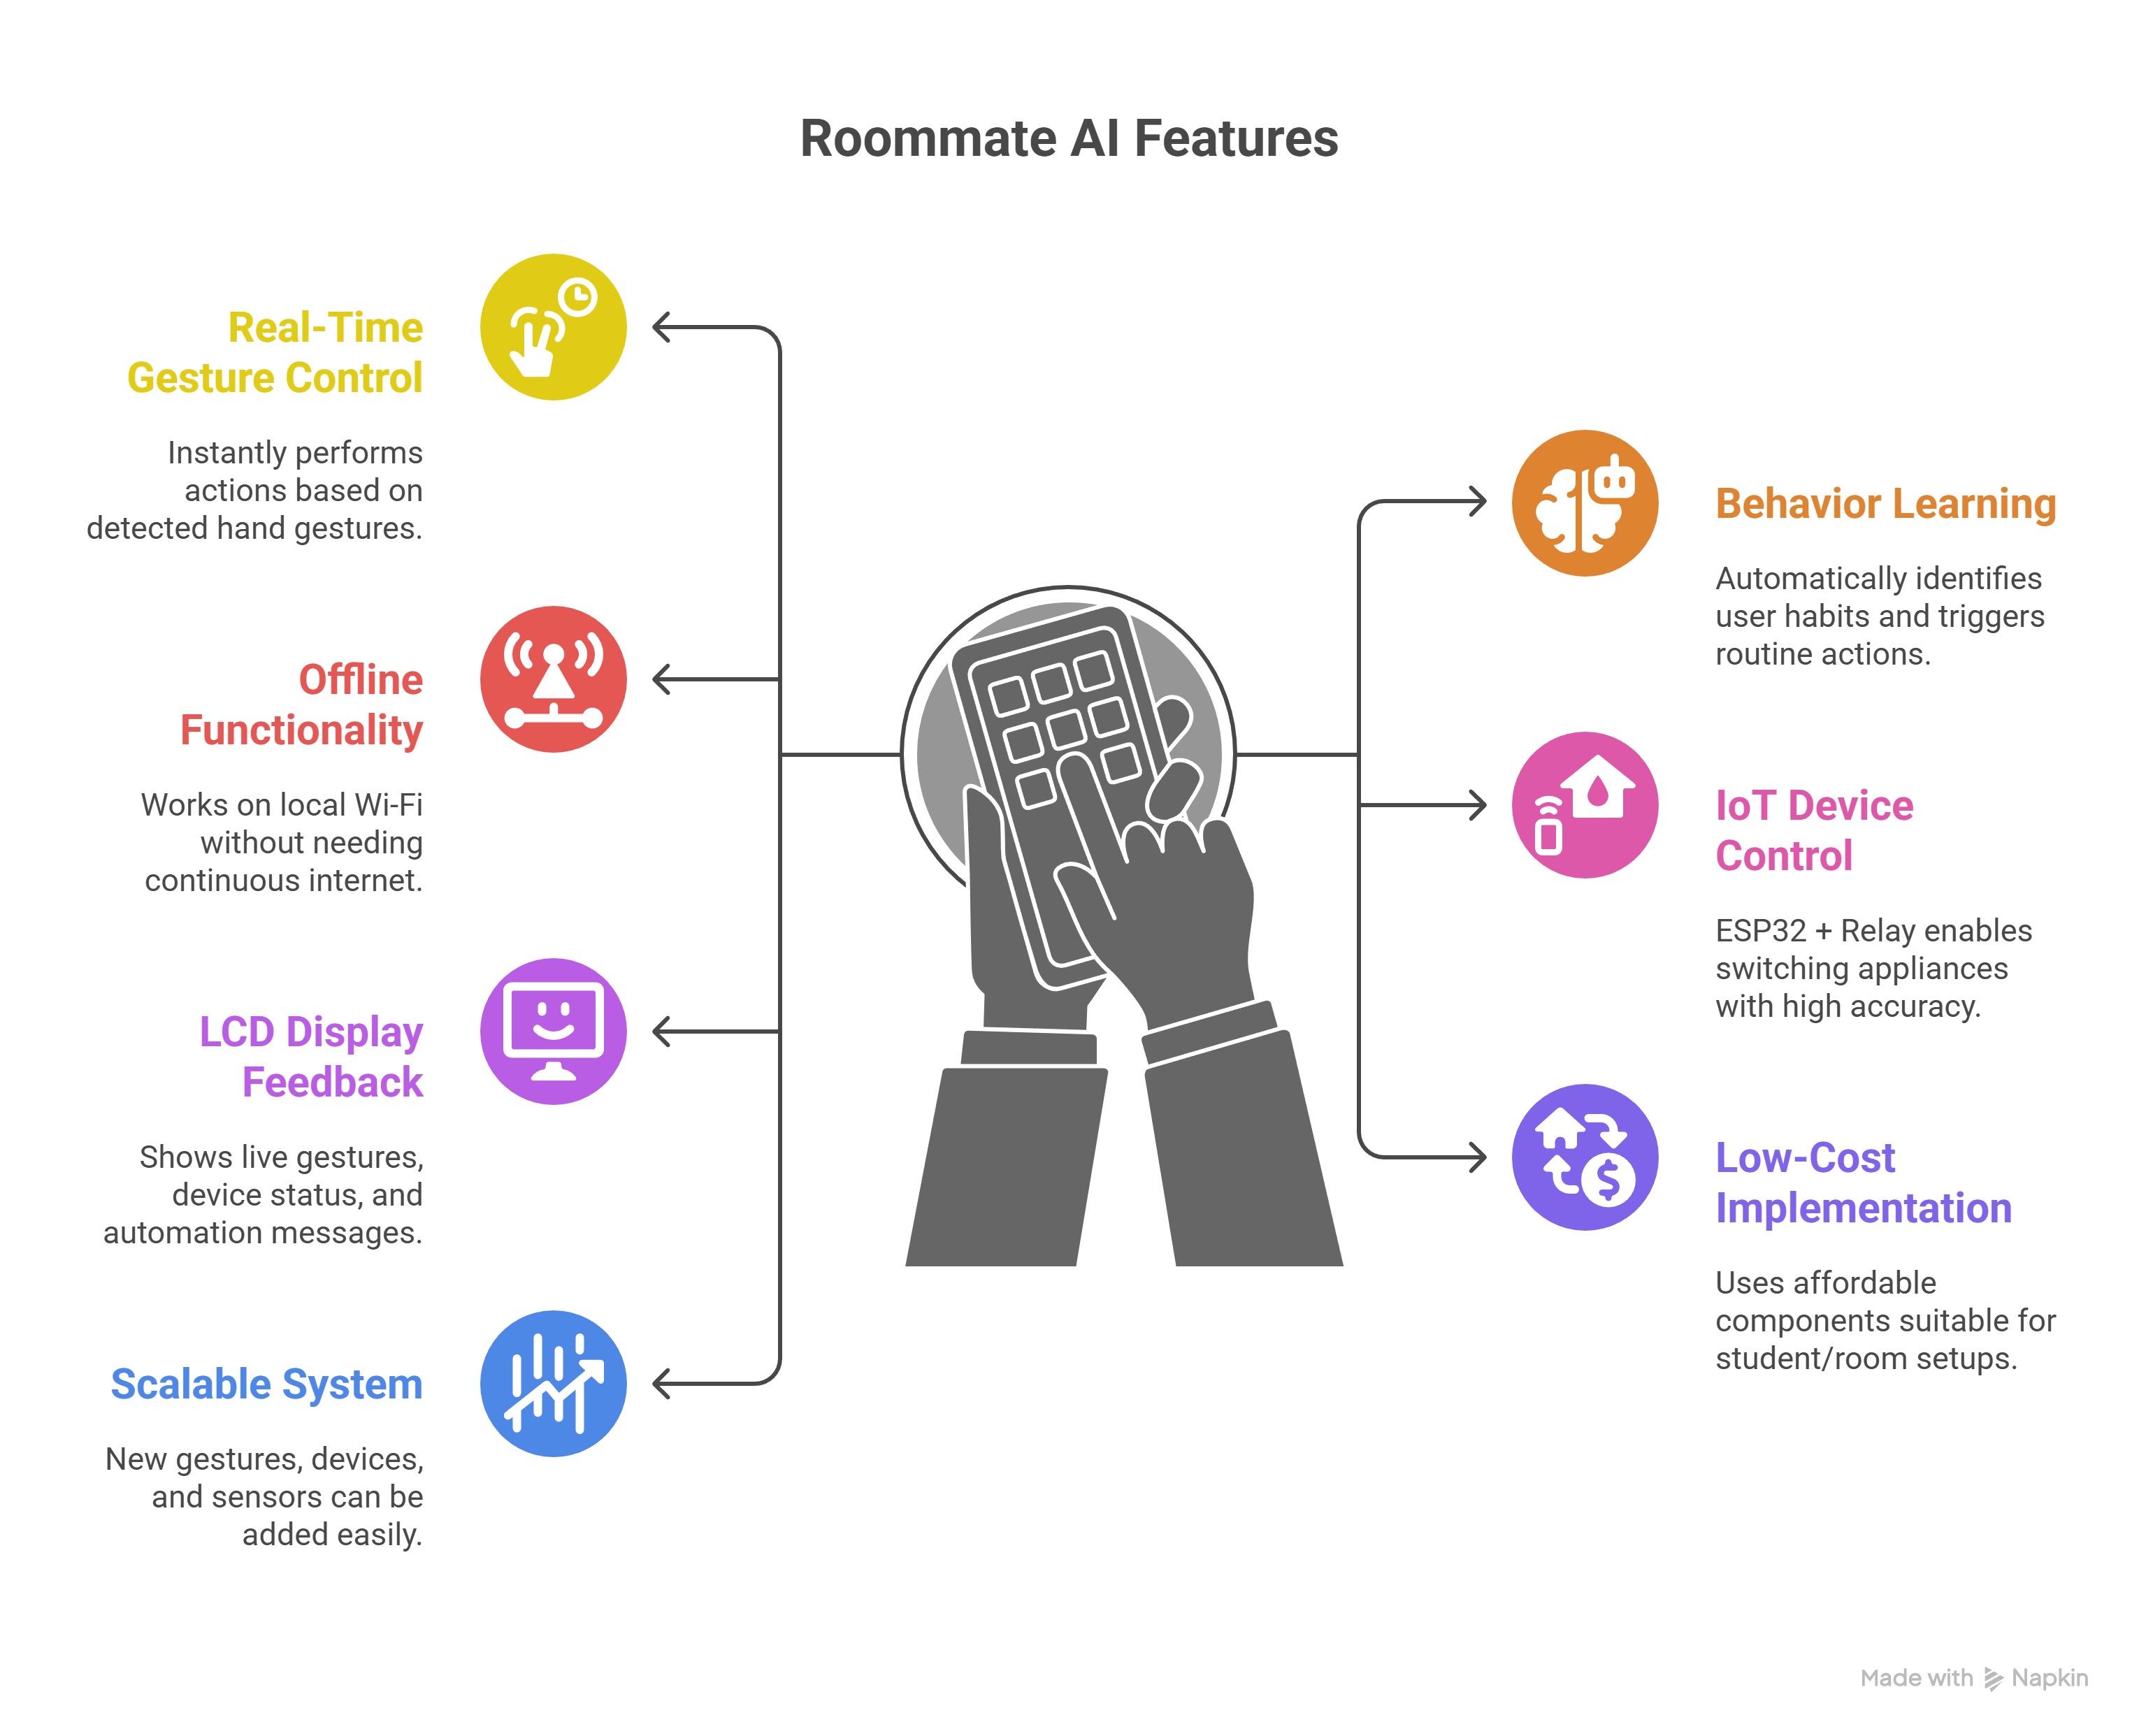 Roommate AI Features
Real-Time
Gesture Control
Instantly performs
actions based on
detected hand gestures.
Offline
Functionality
Works on local Wi-Fi
without needing
continuous internet.
LCD Display
Feedback
Shows live gestures,
device status, and
automation messages.
Scalable System
New gestures, devices,
and sensors can be
added easily.
Behavior Learning
Automatically identifies
user habits and triggers
routine actions.
IoT Device
Control
ESP32 + Relay enables
switching appliances
with high accuracy.
$
Low-Cost
Implementation
Uses affordable
components suitable for
student/room setups.
Made with Napkin